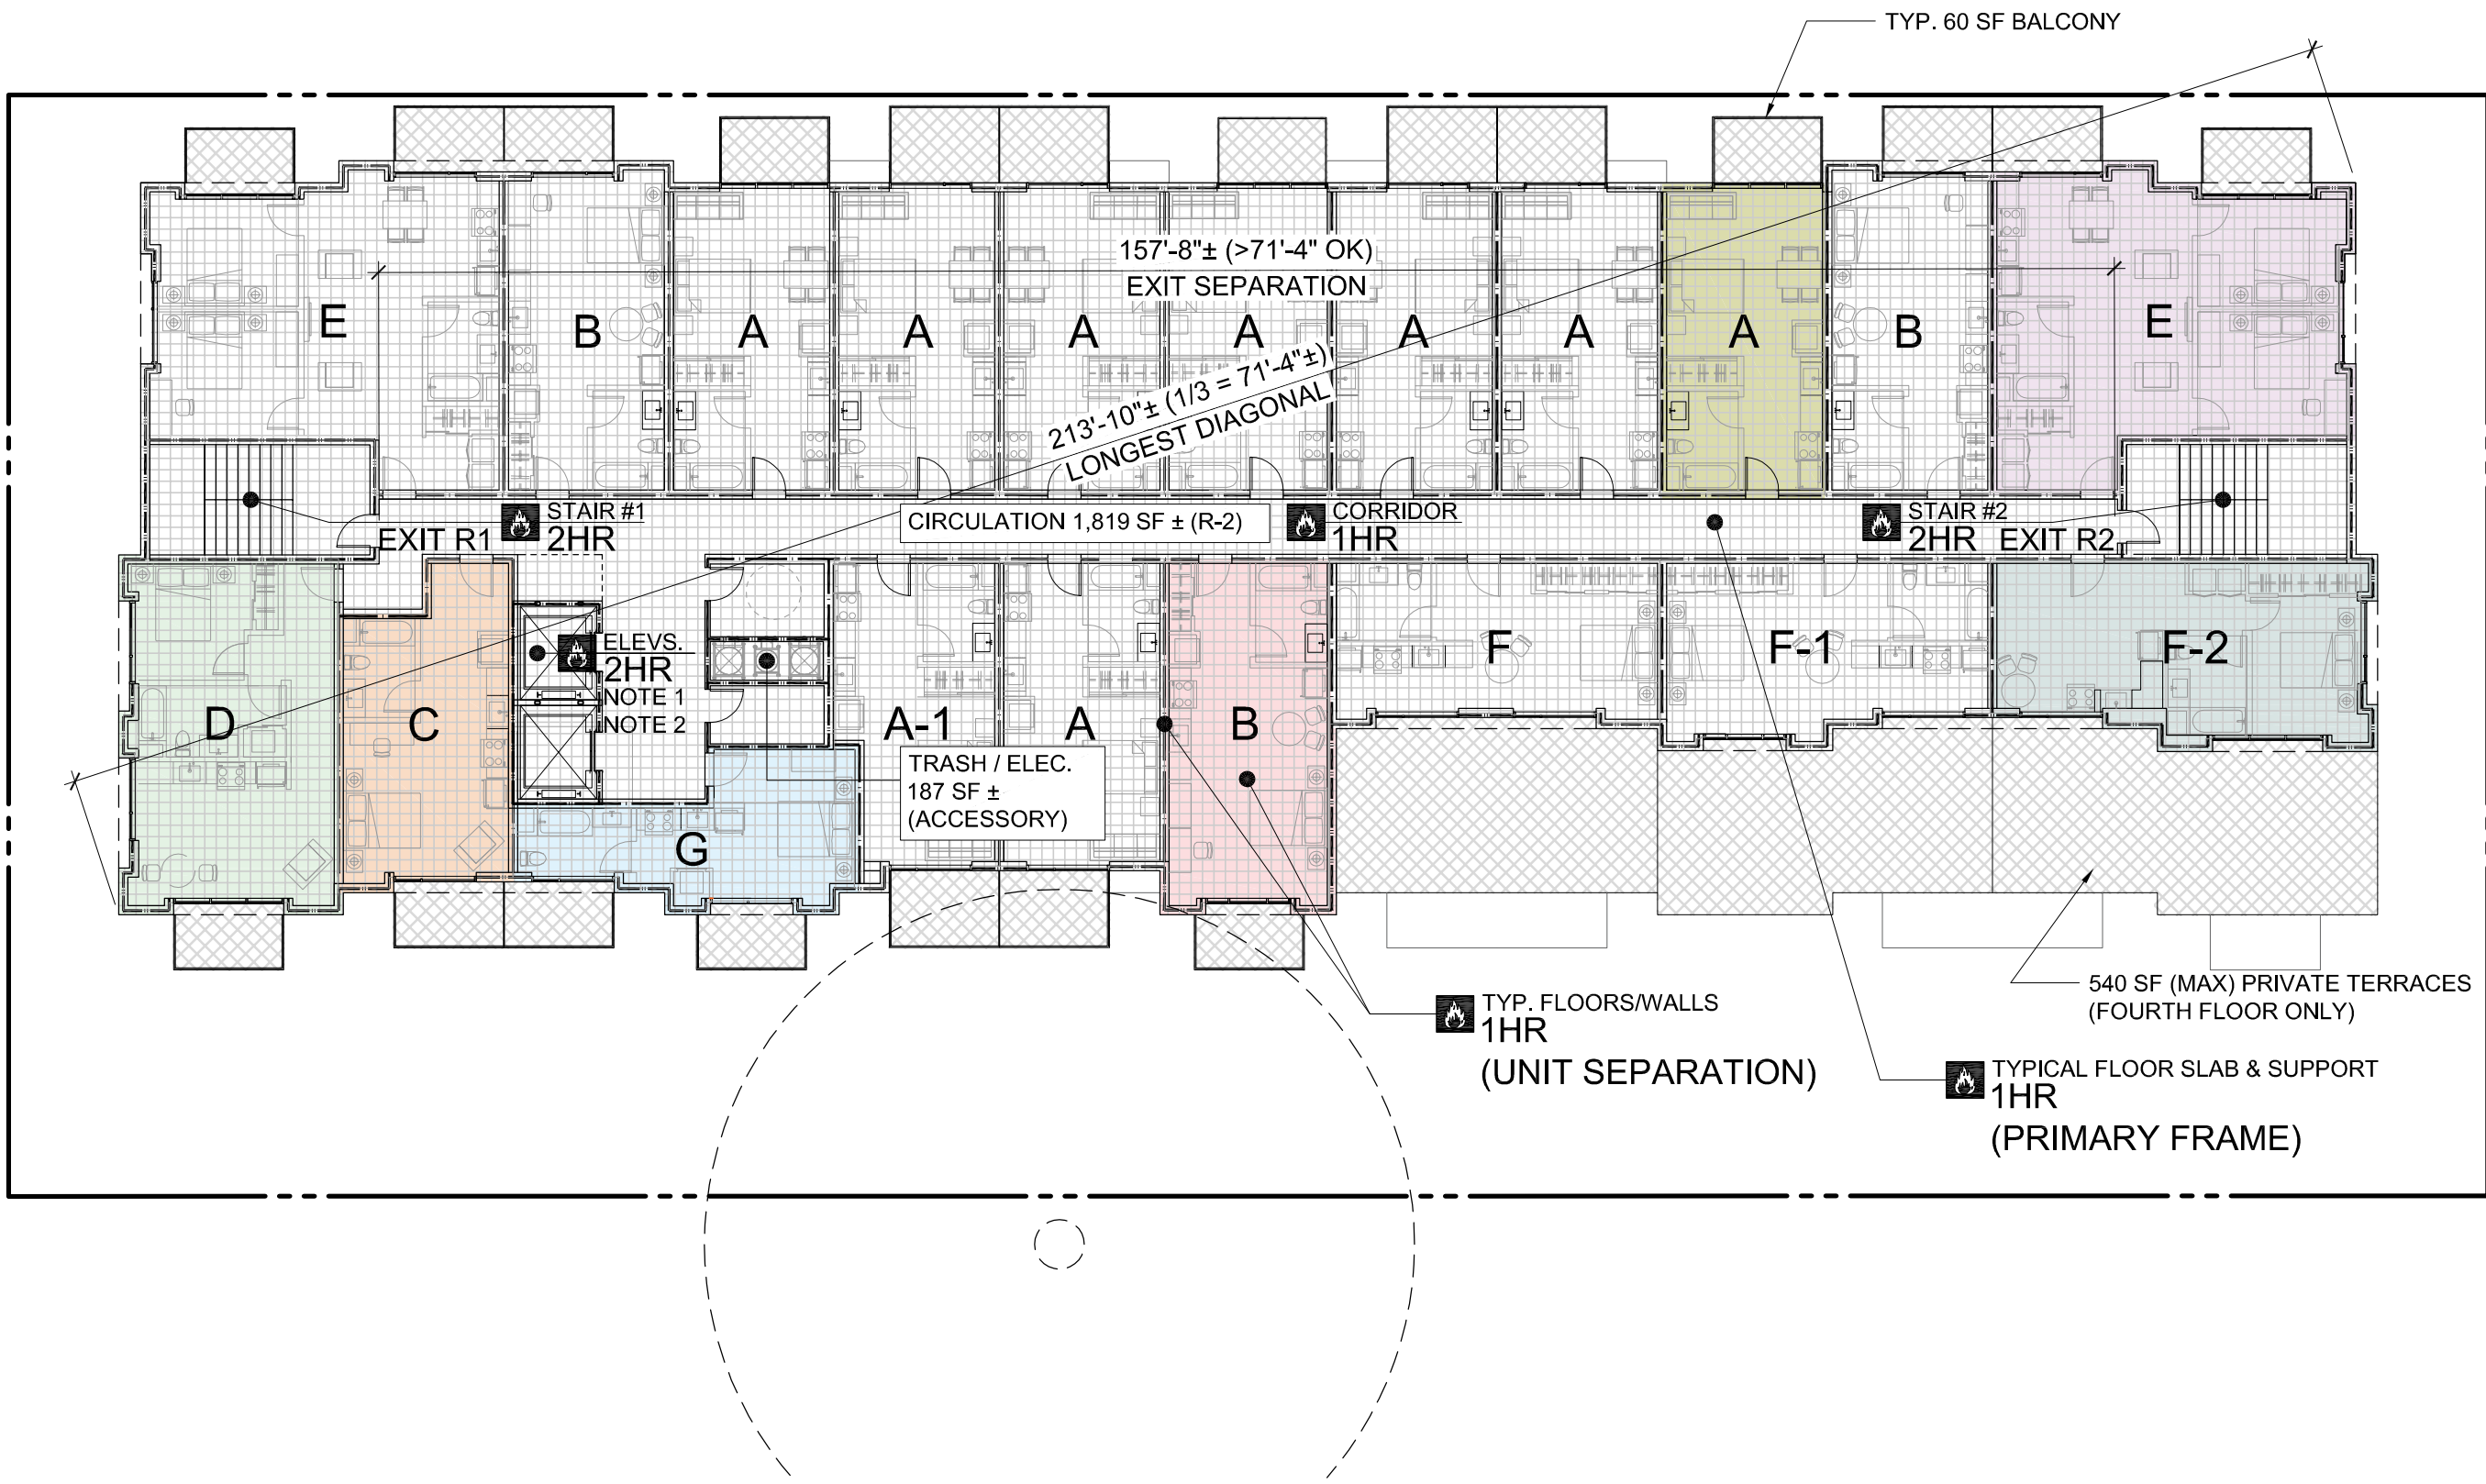 TYP. 60 SF BALCONY
157'-8"± (>71'-4" OK)
EXIT SEPARATION
E
B
A
A
A
A
A
A
A
B
E
213'-10"± (1/3 = 71'-4"±)
LONGEST DIAGONAL
STAIR #1
2HR
EXIT R1
CIRCULATION 1,819 SF ± (R-2)
CORRIDOR
1HR
STAIR #2
2HR
EXIT R2
ELEVS.
2HR
NOTE 1
NOTE 2
D
C
G
A-1
A
B
F
F-1
F-2
TRASH / ELEC.
187 SF ±
(ACCESSORY)
540 SF (MAX) PRIVATE TERRACES
(FOURTH FLOOR ONLY)
TYP. FLOORS/WALLS
1HR
(UNIT SEPARATION)
TYPICAL FLOOR SLAB & SUPPORT
1HR
(PRIMARY FRAME)